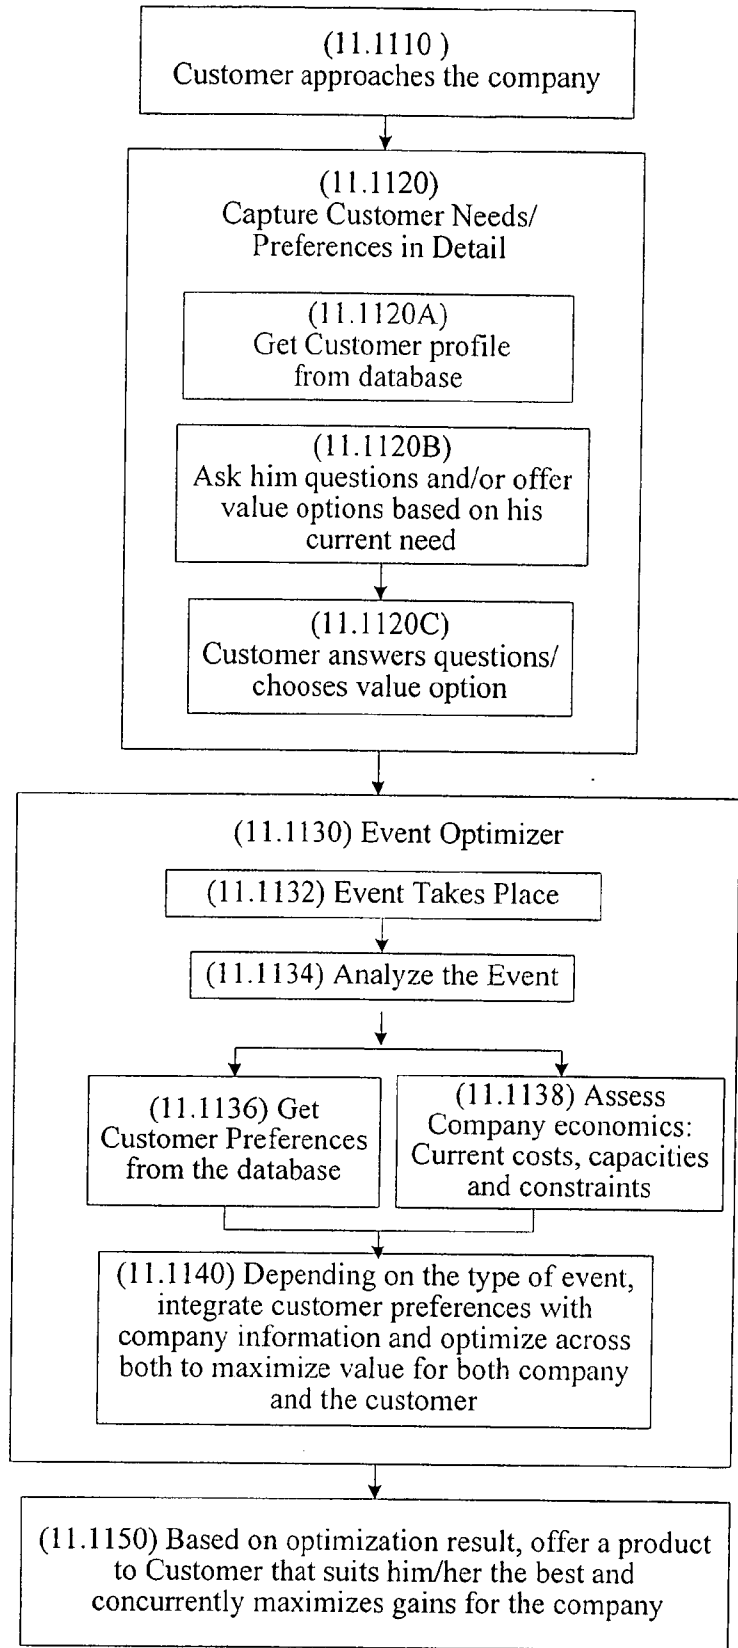 (11.1110 )
Customer approaches the company
(11.1120)
Capture Customer Needs/
Preferences in Detail
(11.1120A)
Get Customer profile
from database
(11.1120B)
Ask him questions and/or offer
value options based on his
current need
(11.1120C)
Customer answers questions/
chooses value option
(11.1130) Event Optimizer
(11.1132) Event Takes Place
(11.1134) Analyze the Event
(11.1136) Get
Customer Preferences
from the database
(11.1138) Assess
Company economics:
Current costs, capacities
and constraints
(11.1140) Depending on the type of event,
integrate customer preferences with
company information and optimize across
both to maximize value for both company
and the customer
(11.1150) Based on optimization result, offer a product
to Customer that suits him/her the best and
concurrently maximizes gains for the company